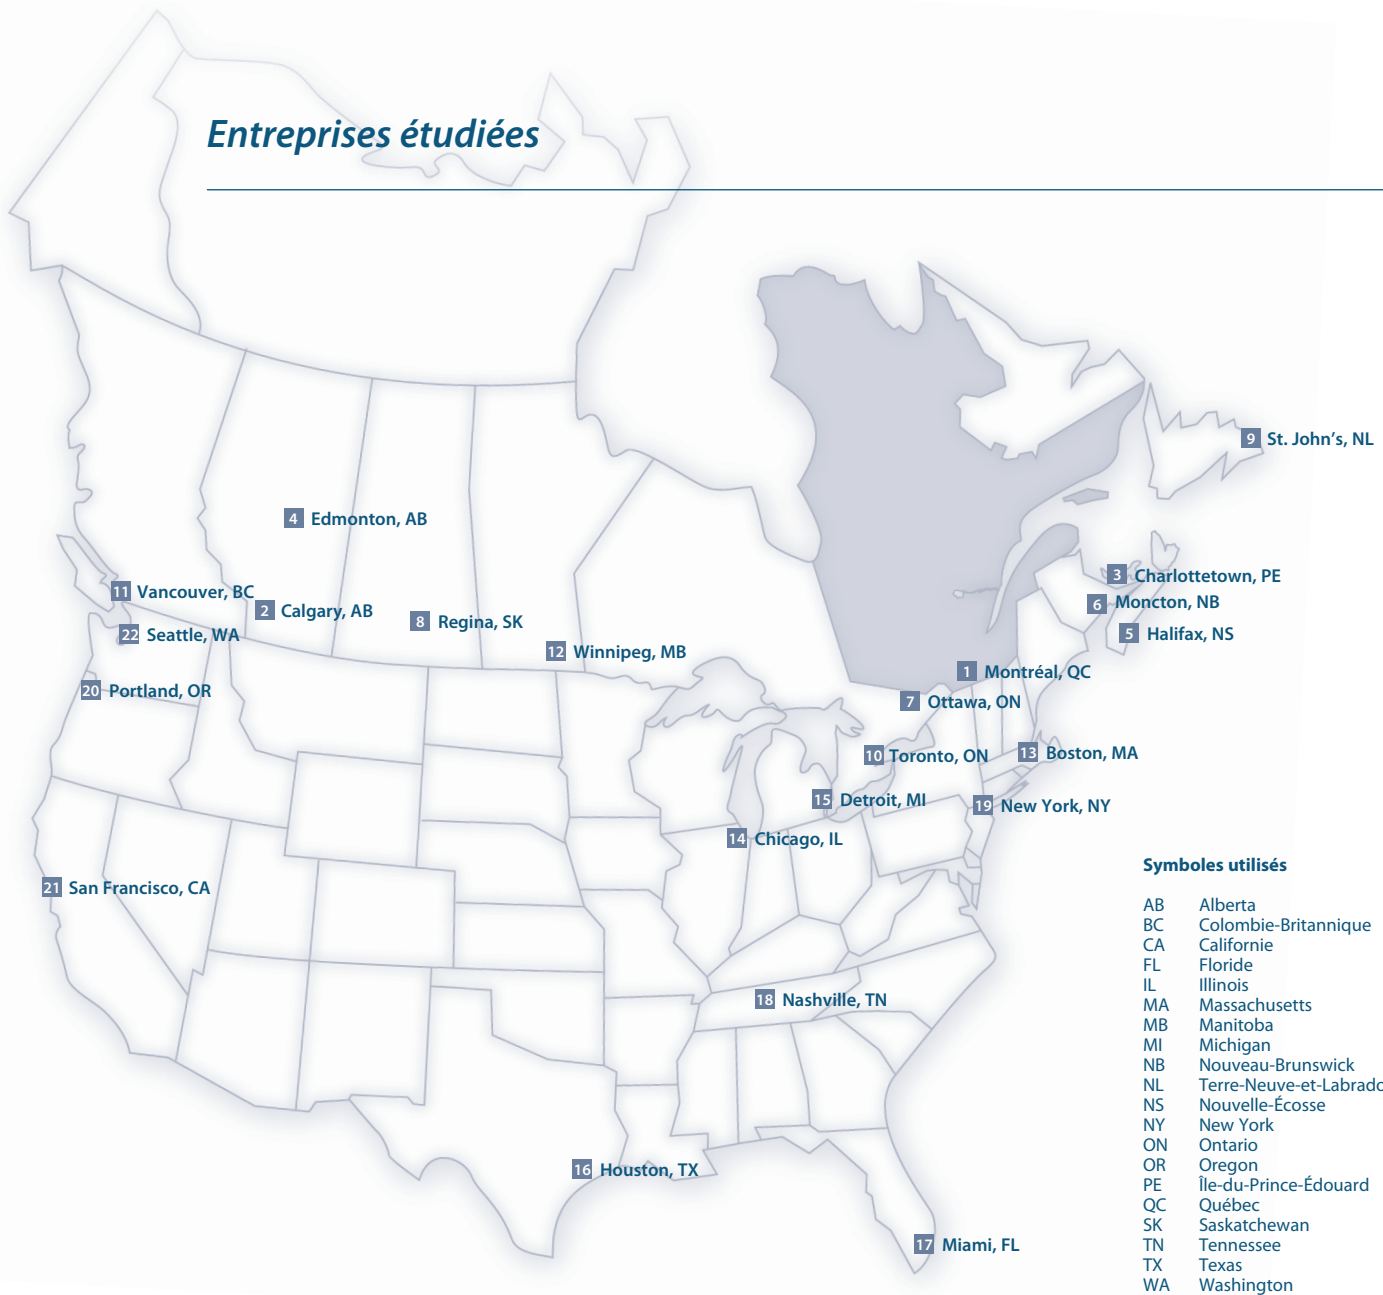 Entreprises étudiées
9 St. John’s, NL
4 Edmonton, AB
3 Charlottetown, PE
11 Vancouver, BC
6 Moncton, NB
2 Calgary, AB
8 Regina, SK
5 Halifax, NS
22 Seattle, WA
12 Winnipeg, MB
1 Montréal, QC
20 Portland, OR
7 Ottawa, ON
13 Boston, MA
10 Toronto, ON
15 Detroit, MI
19 New York, NY
14 Chicago, IL
21 San Francisco, CA
18 Nashville, TN
16 Houston, TX
17 Miami, FL
Symboles utilisés
AB Alberta
BC Colombie-Britannique
CA Californie
FL Floride
IL Illinois
MA Massachusetts
MB Manitoba
MI Michigan
NB Nouveau-Brunswick
NL Terre-Neuve-et-Labrado
NS Nouvelle-Écosse
NY New York
ON Ontario
OR Oregon
PE Île-du-Prince-Édouard
QC Québec
SK Saskatchewan
TN Tennessee
TX Texas
WA Washington